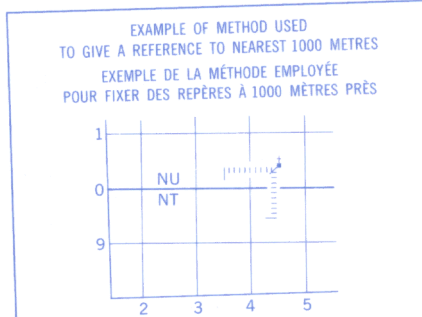 EXAMPLE OF METHOD USED
TO GIVE A REFERENCE TO NEAREST 1000 METRES
EXEMPLE DE LA MÉTHODE EMPLOYÉE
POUR FIXER DES REPÈRES À 1000 MÈTRES PRÈS
1
NU
0
NT
9
2 3 4 5